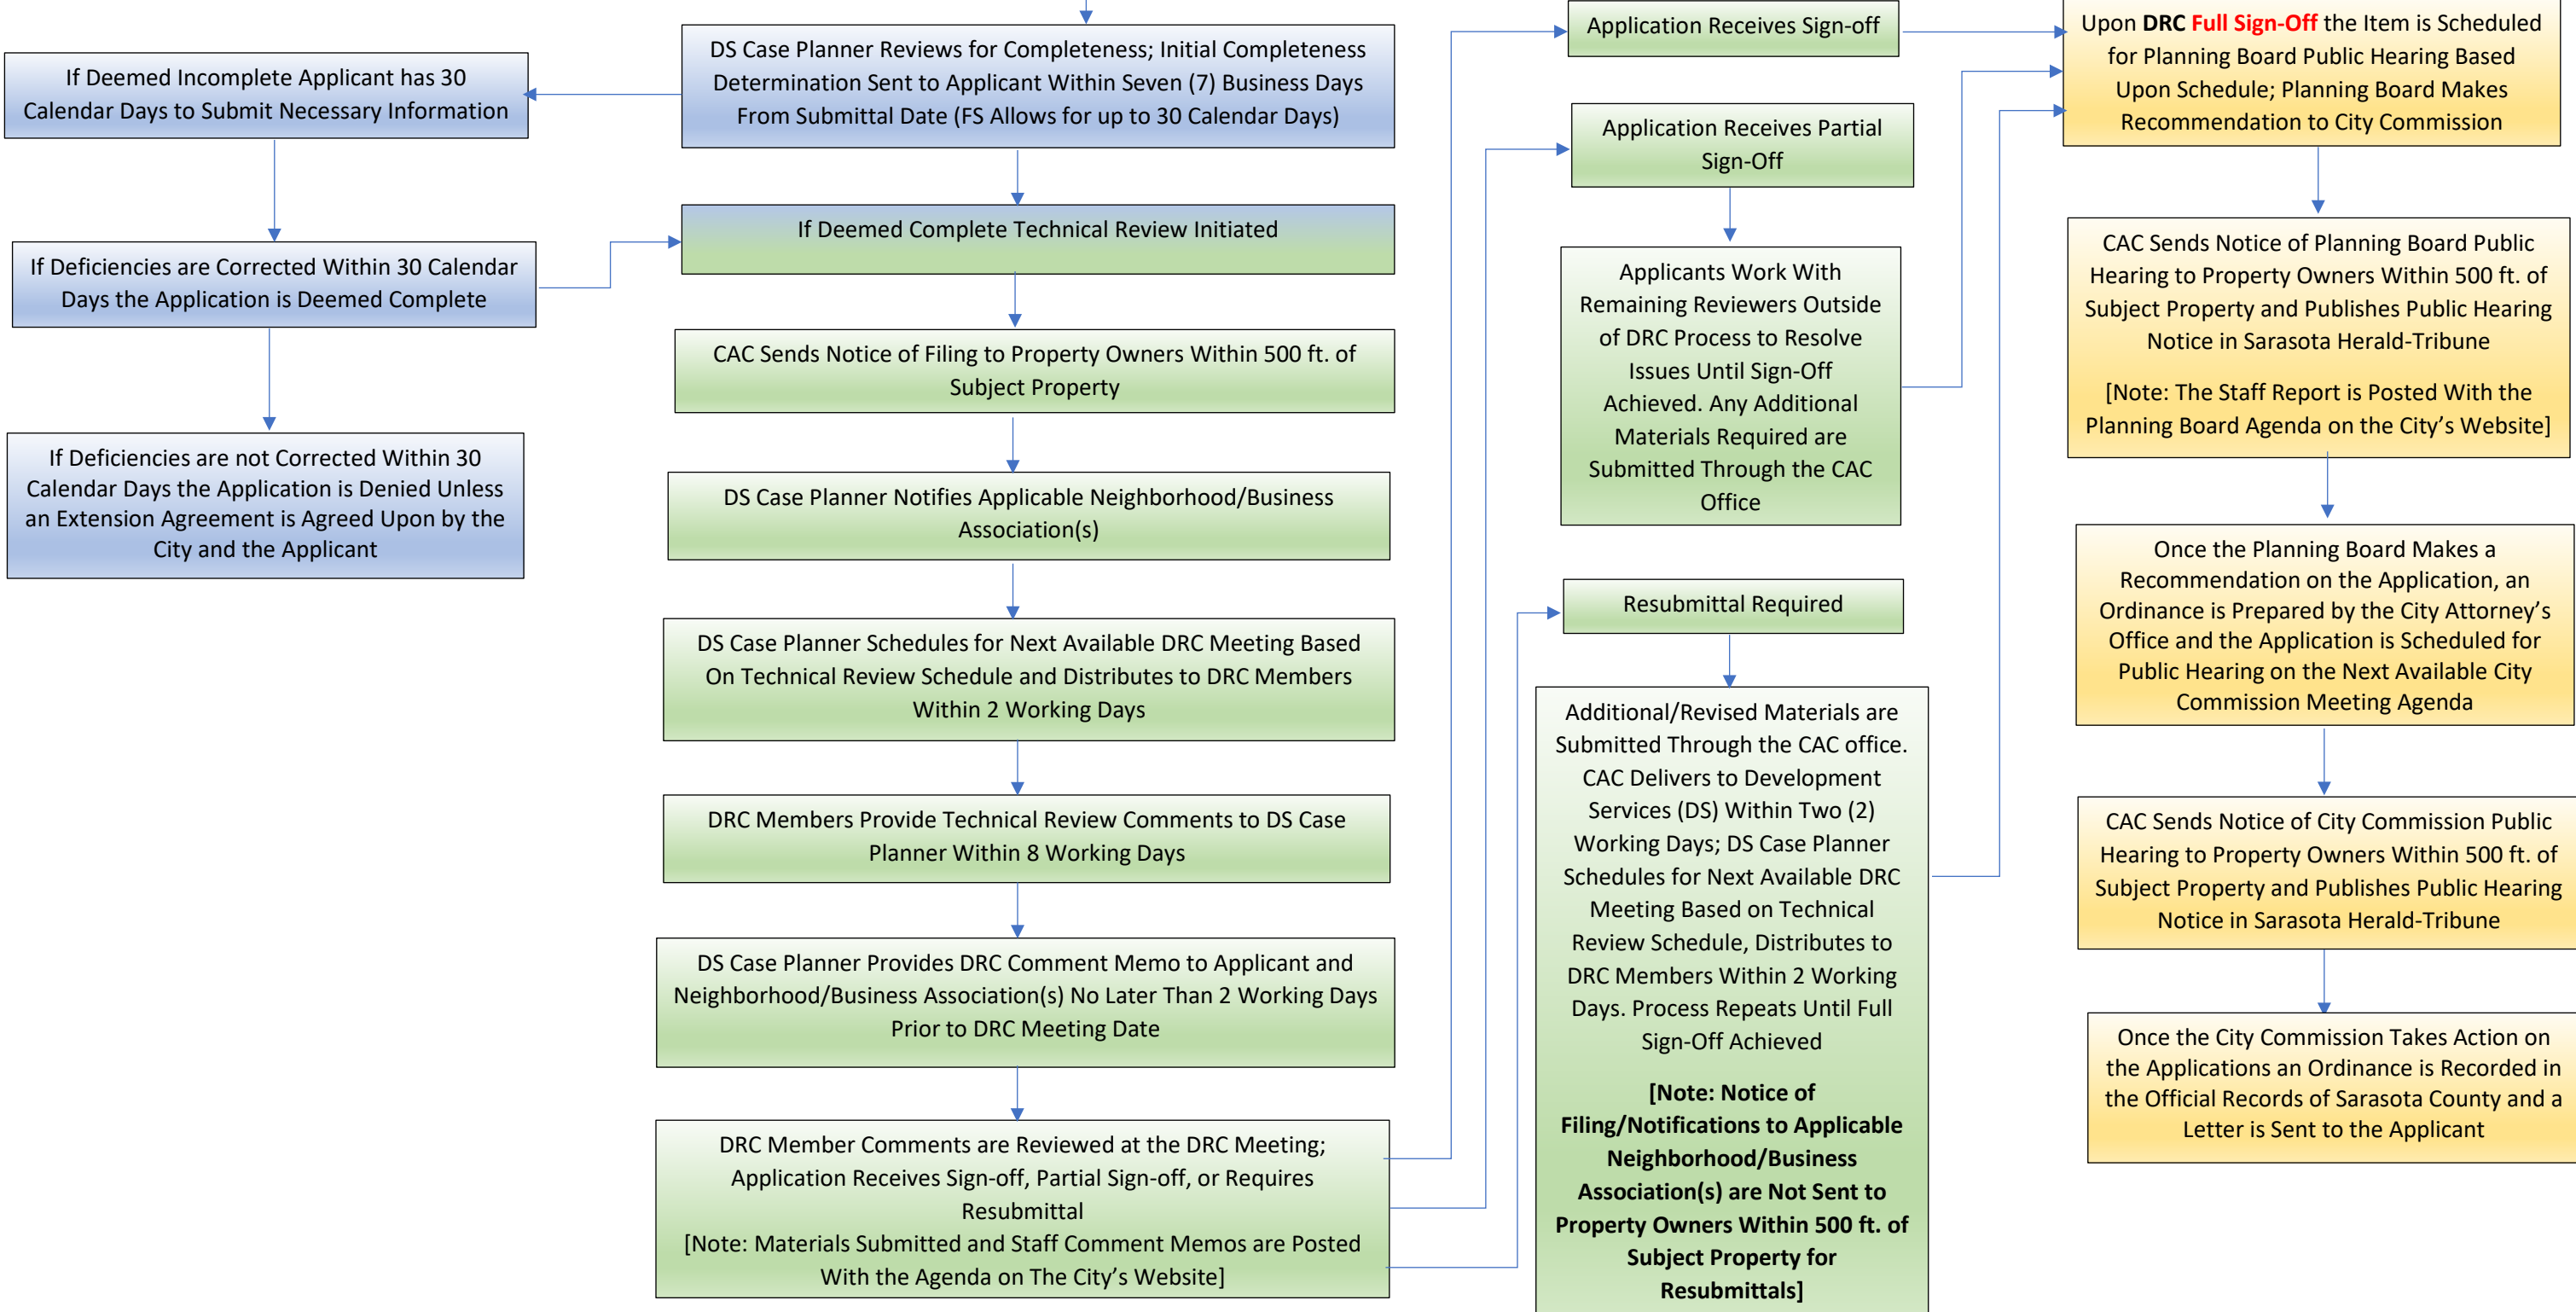 If Deemed Incomplete Applicant has 30
Calendar Days to Submit Necessary Information
If Deficiencies are Corrected Within 30 Calendar
Days the Application is Deemed Complete
If Deficiencies are not Corrected Within 30
Calendar Days the Application is Denied Unless
an Extension Agreement is Agreed Upon by the
City and the Applicant
DS Case Planner Reviews for Completeness; Initial Completeness
Determination Sent to Applicant Within Seven (7) Business Days
From Submittal Date (FS Allows for up to 30 Calendar Days)
If Deemed Complete Technical Review Initiated
CAC Sends Notice of Filing to Property Owners Within 500 ft. of
Subject Property
DS Case Planner Notifies Applicable Neighborhood/Business
Association(s)
DS Case Planner Schedules for Next Available DRC Meeting Based
On Technical Review Schedule and Distributes to DRC Members
Within 2 Working Days
DRC Members Provide Technical Review Comments to DS Case
Planner Within 8 Working Days
DS Case Planner Provides DRC Comment Memo to Applicant and
Neighborhood/Business Association(s) No Later Than 2 Working Days
Prior to DRC Meeting Date
DRC Member Comments are Reviewed at the DRC Meeting;
Application Receives Sign-off, Partial Sign-off, or Requires
Resubmittal
[Note: Materials Submitted and Staff Comment Memos are Posted
With the Agenda on The City’s Website]
Application Receives Sign-off
Application Receives Partial
Sign-Off
Applicants Work With
Remaining Reviewers Outside
of DRC Process to Resolve
Issues Until Sign-Off
Achieved. Any Additional
Materials Required are
Submitted Through the CAC
Office
Resubmittal Required
Additional/Revised Materials are
Submitted Through the CAC office.
CAC Delivers to Development
Services (DS) Within Two (2)
Working Days; DS Case Planner
Schedules for Next Available DRC
Meeting Based on Technical
Review Schedule, Distributes to
DRC Members Within 2 Working
Days. Process Repeats Until Full
Sign-Off Achieved
[Note: Notice of
Filing/Notifications to Applicable
Neighborhood/Business
Association(s) are Not Sent to
Property Owners Within 500 ft. of
Subject Property for
Resubmittals]
Upon DRC Full Sign-Off the Item is Scheduled
for Planning Board Public Hearing Based
Upon Schedule; Planning Board Makes
Recommendation to City Commission
CAC Sends Notice of Planning Board Public
Hearing to Property Owners Within 500 ft. of
Subject Property and Publishes Public Hearing
Notice in Sarasota Herald-Tribune
[Note: The Staff Report is Posted With the
Planning Board Agenda on the City’s Website]
Once the Planning Board Makes a
Recommendation on the Application, an
Ordinance is Prepared by the City Attorney’s
Office and the Application is Scheduled for
Public Hearing on the Next Available City
Commission Meeting Agenda
CAC Sends Notice of City Commission Public
Hearing to Property Owners Within 500 ft. of
Subject Property and Publishes Public Hearing
Notice in Sarasota Herald-Tribune
Once the City Commission Takes Action on
the Applications an Ordinance is Recorded in
the Official Records of Sarasota County and a
Letter is Sent to the Applicant